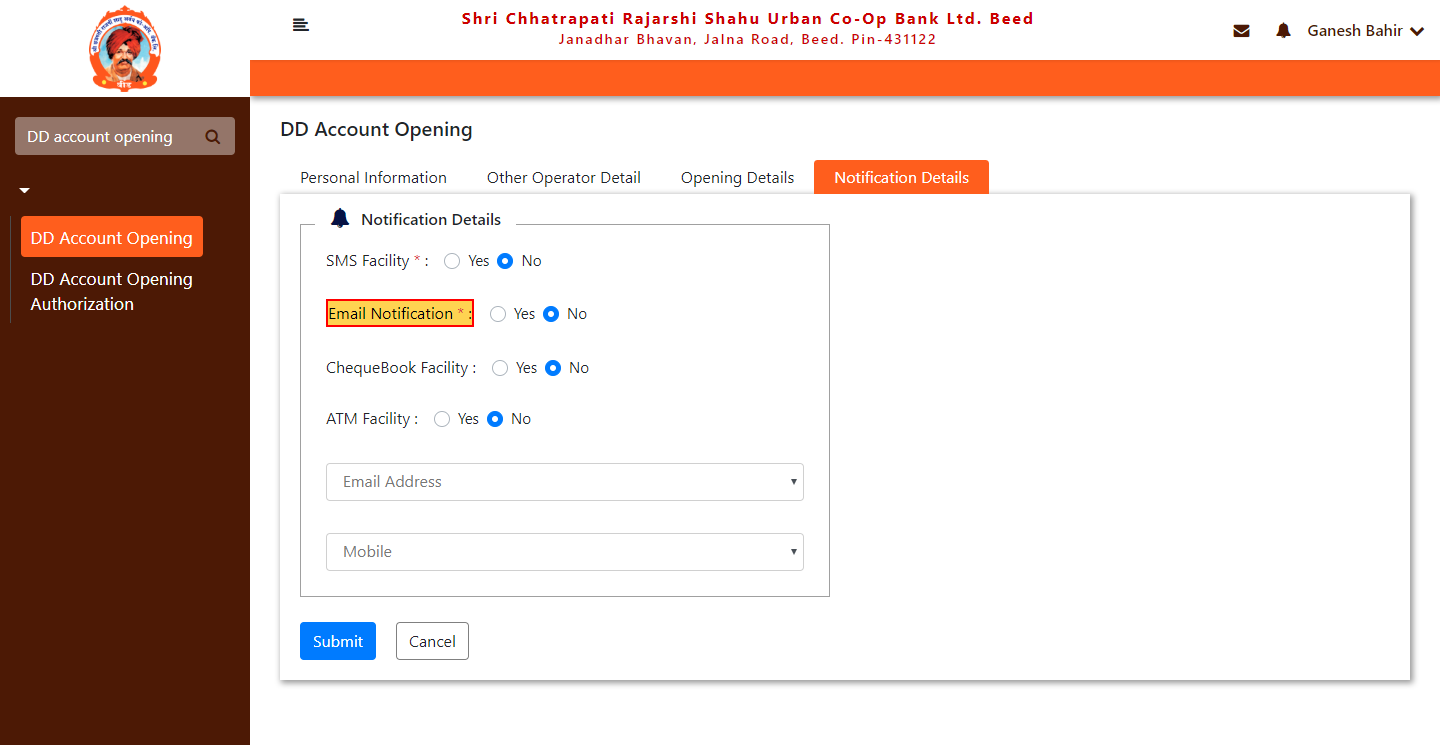 Shri Chhatrapati Rajarshi Shahu Urban Co-Op Bank Ltd. Beed
Janadhar Bhavan, Jalna Road, Beed. Pin-431122
Ganesh Bahir
बीड
DD account opening
DD Account Opening
DD Account Opening
Authorization
DD Account Opening
Personal Information
Other Operator Detail
Opening Details
Notification Details
Notification Details
SMS Facility * : Yes No
Email Notification * : Yes No
ChequeBook Facility : Yes No
ATM Facility : Yes No
Email Address
Mobile
Submit
Cancel